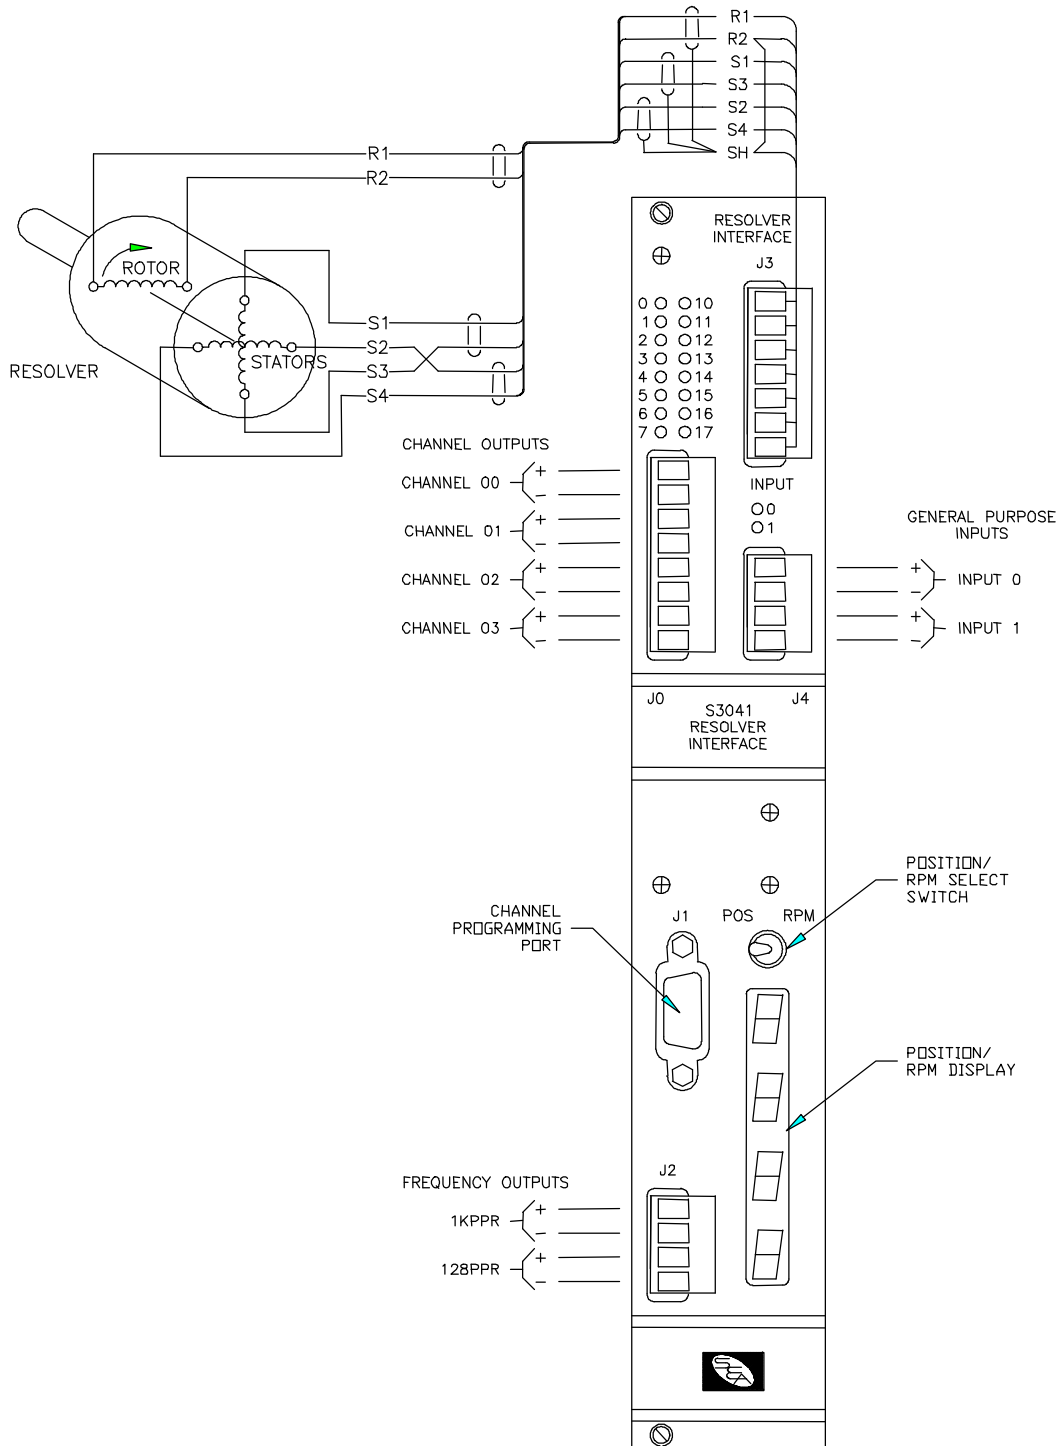 R1
R2
S1
S3
S2
S4
SH
R1
R2
ROTOR
STATORS
RESOLVER
S1
S2
S3
S4
RESOLVER
INTERFACE
J3
0 10
1 11
2 12
3 13
4 14
5 15
6 16
7 17
CHANNEL OUTPUTS
CHANNEL 00 + -
CHANNEL 01 + -
CHANNEL 02 + -
CHANNEL 03 + -
INPUT
0
1
GENERAL PURPOSE
INPUTS
+ - INPUT 0
+ - INPUT 1
J0 J4
S3041
RESOLVER
INTERFACE
POSITION/
RPM SELECT
SWITCH
CHANNEL
PROGRAMMING
PORT
J1 POS RPM
POSITION/
RPM DISPLAY
J2
FREQUENCY OUTPUTS
1KPPR + -
128PPR + -